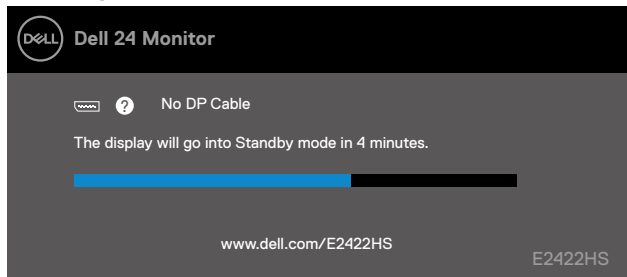 DELL Dell 24 Monitor
? No DP Cable
The display will go into Standby mode in 4 minutes.
www.dell.com/E2422HS
E2422HS